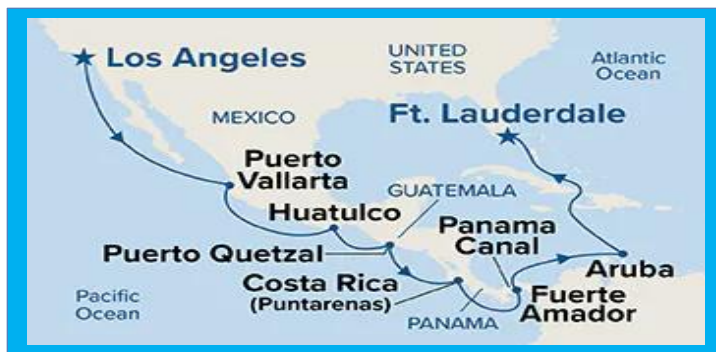 Los Angeles
UNITED
STATES
Atlantic
Ocean
MEXICO
Ft. Lauderdale
Puerto
Vallarta
GUATEMALA
Huatulco
Panama
Canal
Puerto Quetzal
Aruba
Costa Rica
(Puntarenas)
Fuerte
Amador
Pacific
Ocean
PANAMA